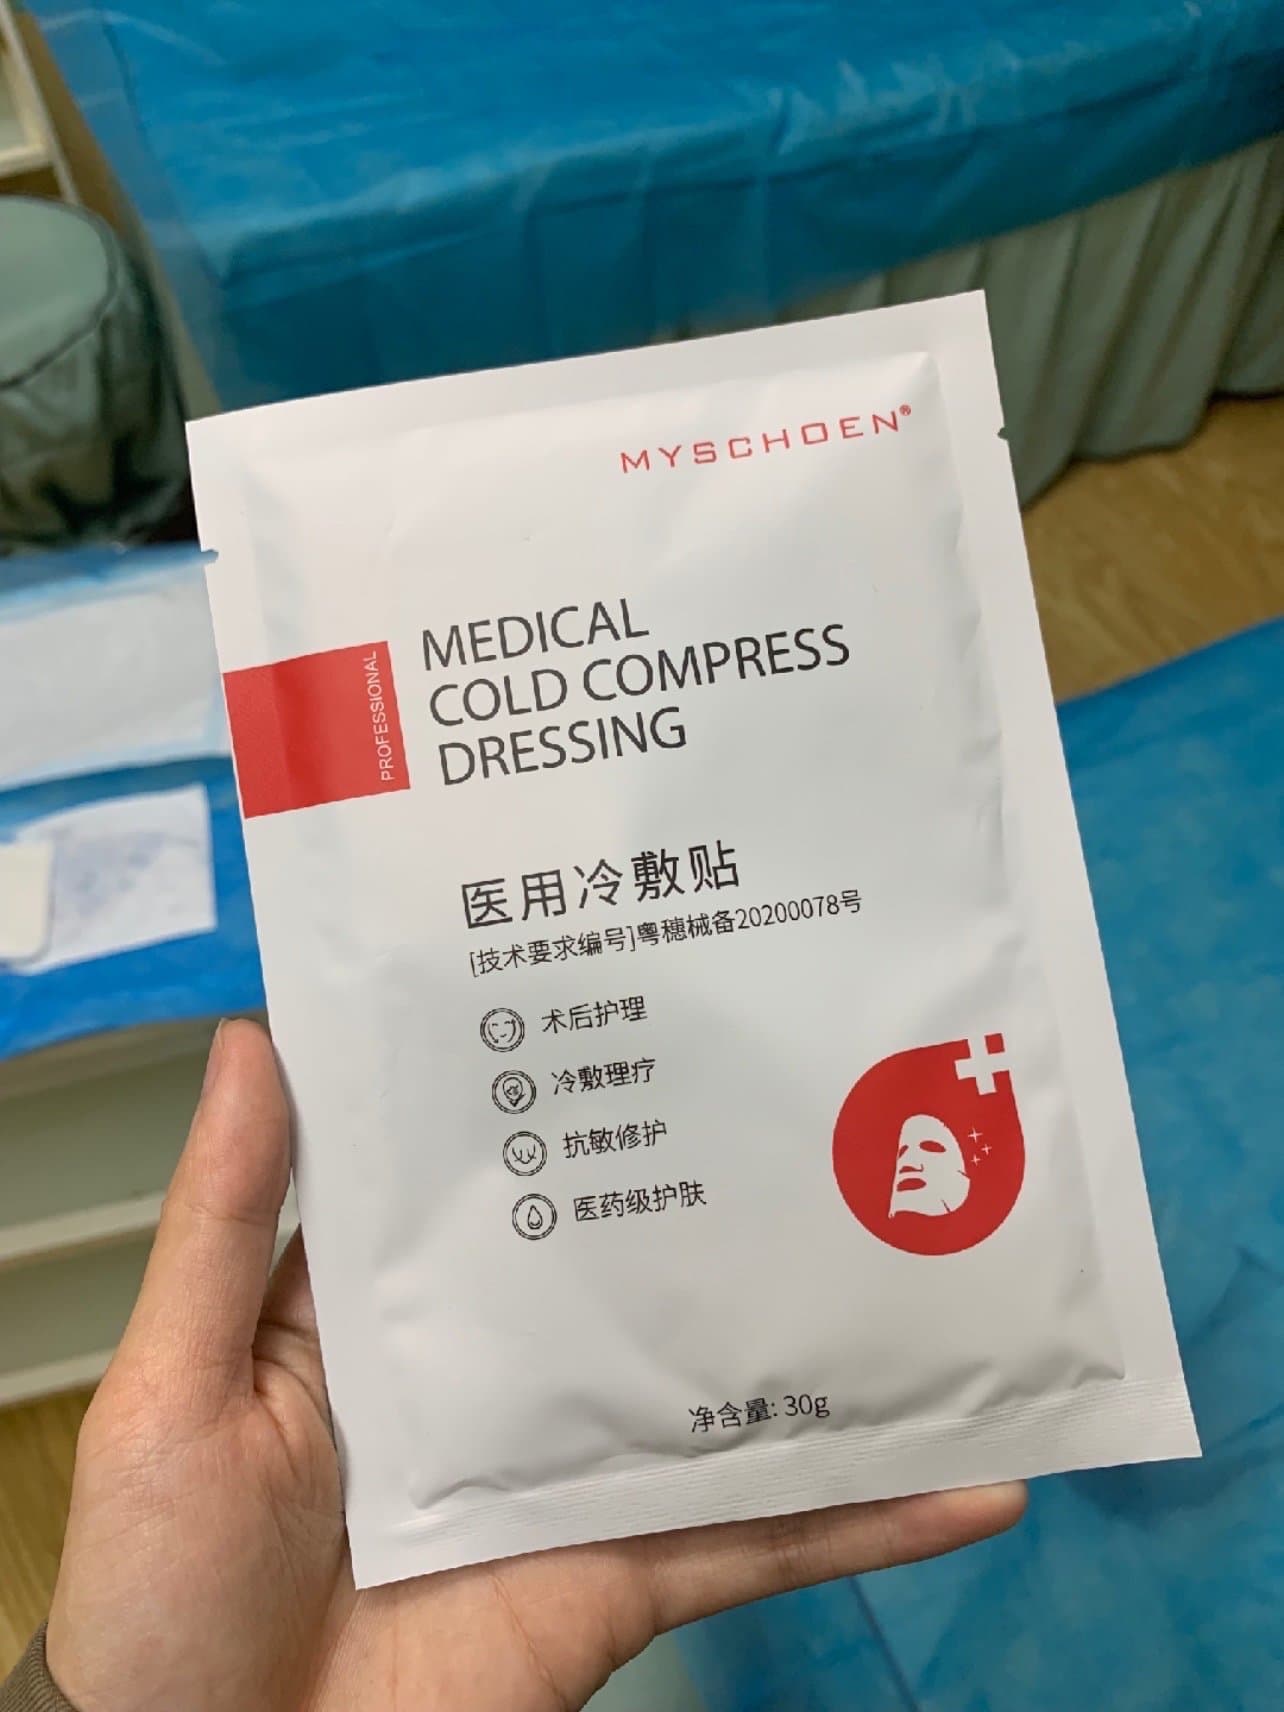 MYSCHOEN®
PROFESSIONAL
MEDICAL
COLD COMPRESS
DRESSING
医用冷敷贴
[技术要求编号]粤穗械备20200078号
术后护理
冷敷理疗
抗敏修护
医药级护肤
净含量: 30g